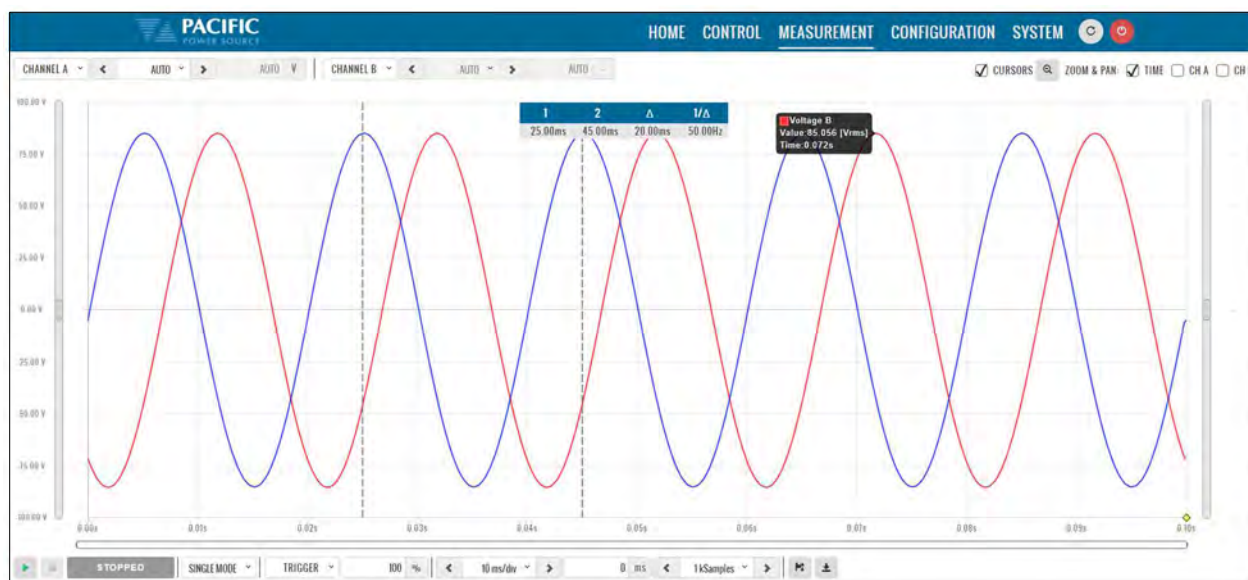 PACIFIC
POWER SOURCE
HOME CONTROL MEASUREMENT CONFIGURATION SYSTEM
CHANNEL A AUTO AUTO V CHANNEL B AUTO AUTO CURSORS ZOOM & PAN: TIME CH A CH
1 2 Δ 1/Δ
25.00ms 45.00ms 20.00ms 50.00Hz
Voltage B
Value:85.056 [Vrms]
Time:0.072s
100.00 V
75.00 V
50.00 V
25.00 V
0.00 V
25.00 V
50.00 V
75.00 V
100.00 V
0.00s 0.01s 0.02s 0.03s 0.04s 0.05s 0.06s 0.07s 0.08s 0.09s 0.10s
STOPPED SINGLE MODE TRIGGER 100 % 10 ms/div 0 ms 1 kSamples